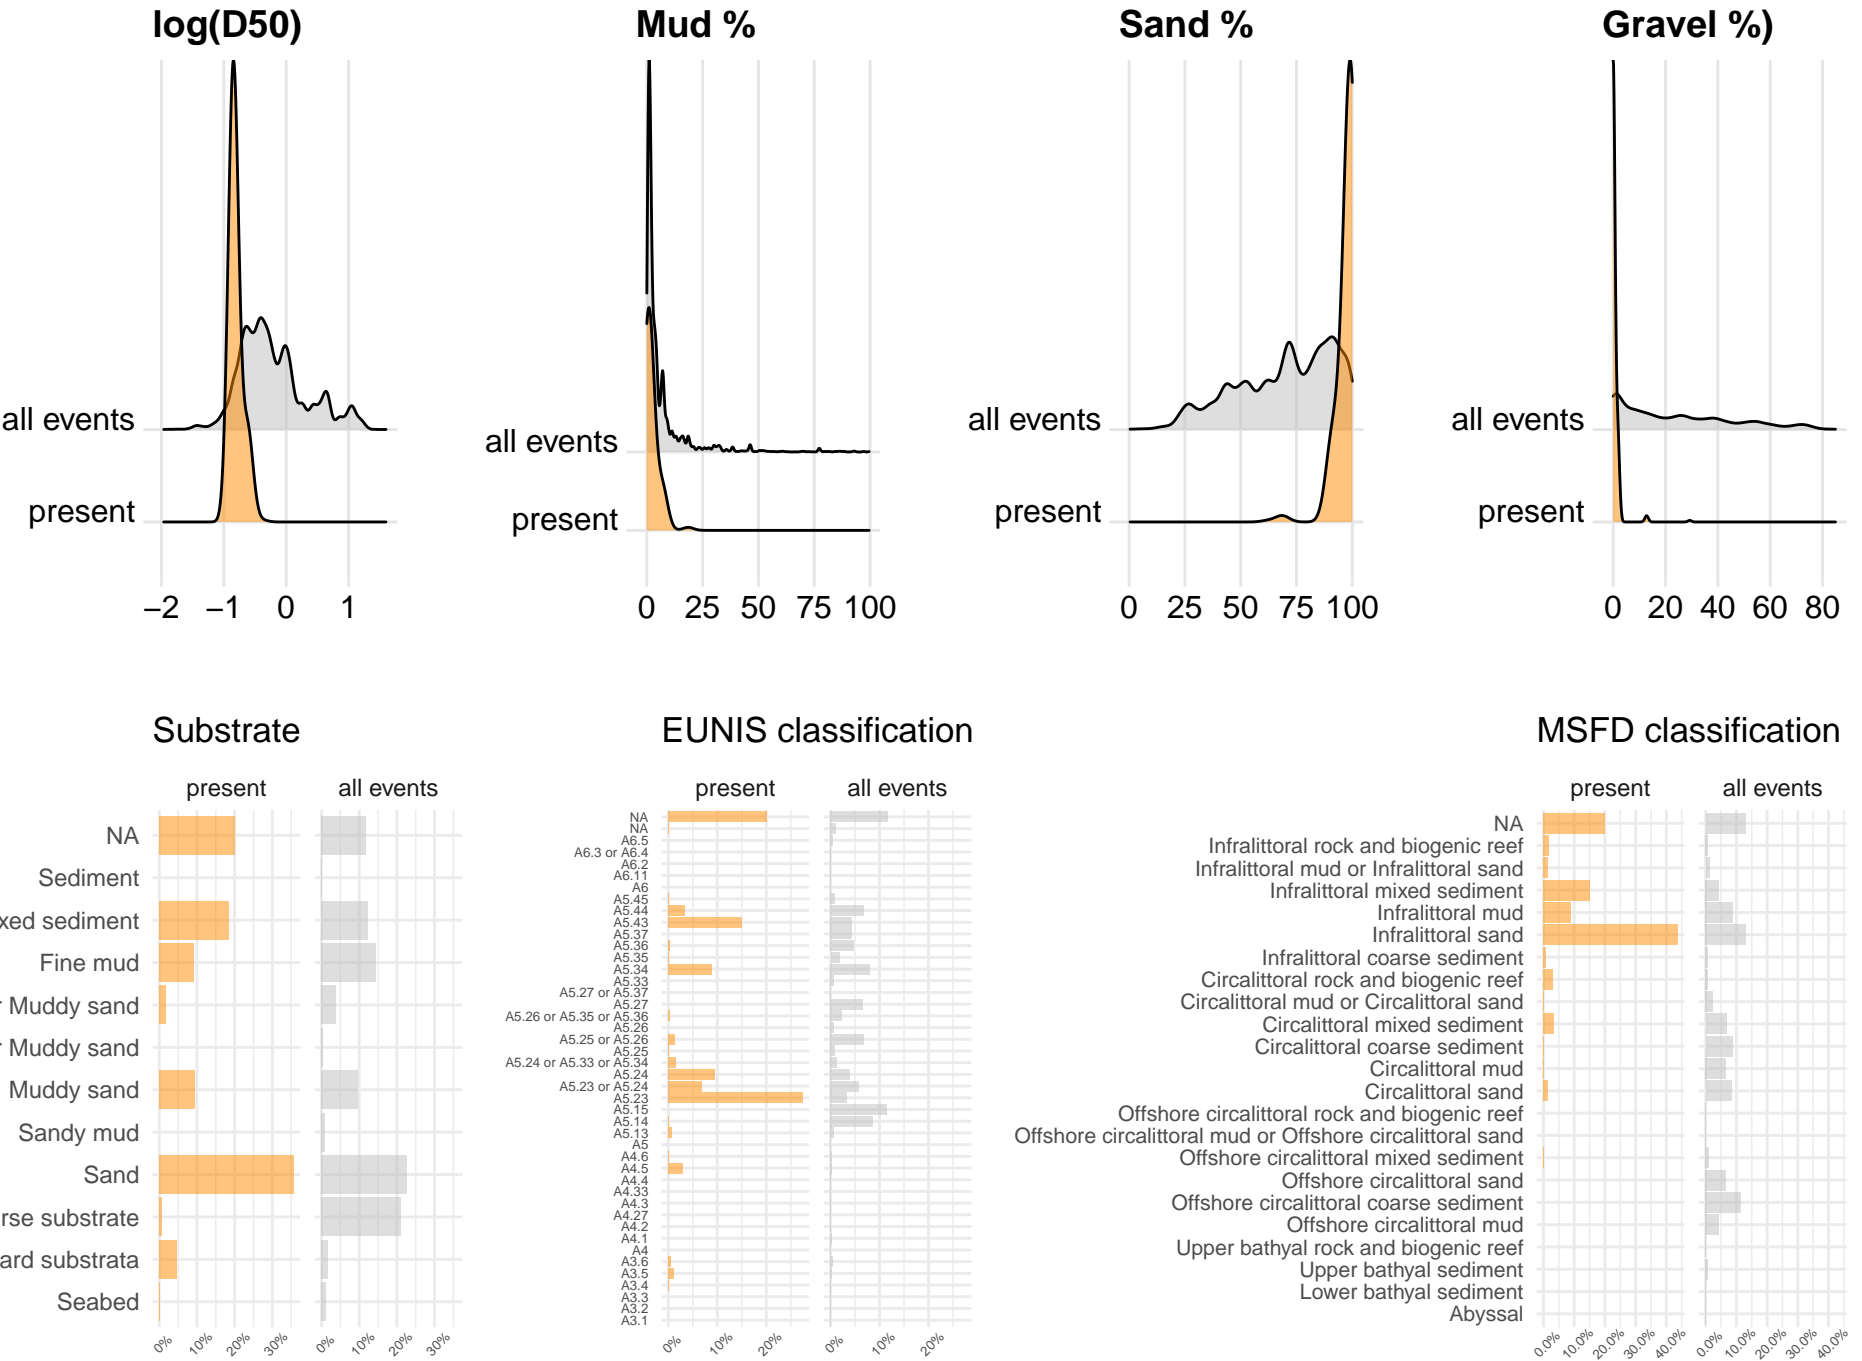 log(D50)
Mud %
Sand %
Gravel %)
all events
present
−2 −1 0 1
all events
present
0 25 50 75 100
all events
present
0 25 50 75 100
all events
present
0 20 40 60 80
Substrate
present all events
NA
Sediment
xed sediment
Fine mud
r Muddy sand
r Muddy sand
Muddy sand
Sandy mud
Sand
rse substrate
ard substrata
Seabed
0% 10% 20% 30% 0% 10% 20% 30%
EUNIS classification
present all events
NA
NA
A6.5
A6.3 or A6.4
A6.2
A6.11
A6
A5.45
A5.44
A5.43
A5.37
A5.36
A5.35
A5.34
A5.33
A5.27 or A5.37
A5.27
A5.26 or A5.35 or A5.36
A5.26
A5.25 or A5.26
A5.25
A5.24 or A5.33 or A5.34
A5.24
A5.23 or A5.24
A5.23
A5.15
A5.14
A5.13
A5
A4.6
A4.5
A4.4
A4.33
A4.3
A4.27
A4.2
A4.1
A4
A3.6
A3.5
A3.4
A3.3
A3.2
A3.1
0% 10% 20% 0% 10% 20%
MSFD classification
present all events
NA
Infralittoral rock and biogenic reef
Infralittoral mud or Infralittoral sand
Infralittoral mixed sediment
Infralittoral mud
Infralittoral sand
Infralittoral coarse sediment
Circalittoral rock and biogenic reef
Circalittoral mud or Circalittoral sand
Circalittoral mixed sediment
Circalittoral coarse sediment
Circalittoral mud
Circalittoral sand
Offshore circalittoral rock and biogenic reef
Offshore circalittoral mud or Offshore circalittoral sand
Offshore circalittoral mixed sediment
Offshore circalittoral sand
Offshore circalittoral coarse sediment
Offshore circalittoral mud
Upper bathyal rock and biogenic reef
Upper bathyal sediment
Lower bathyal sediment
Abyssal
0.0% 10.0% 20.0% 30.0% 40.0% 0.0% 10.0% 20.0% 30.0% 40.0%